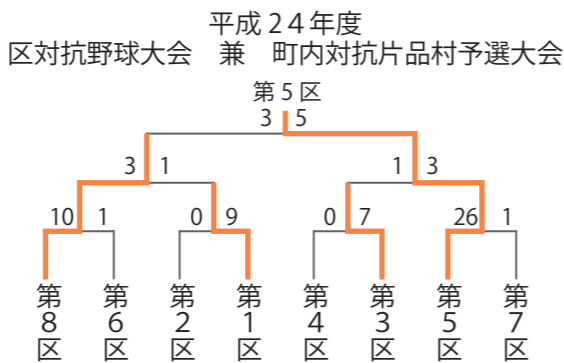 平成24年度
区対抗野球大会　兼　町内対抗片品村予選大会
第5区
3 5
3 1 1 3
10 1 0 9 0 7 26 1
第8区
第6区
第2区
第1区
第4区
第3区
第5区
第7区